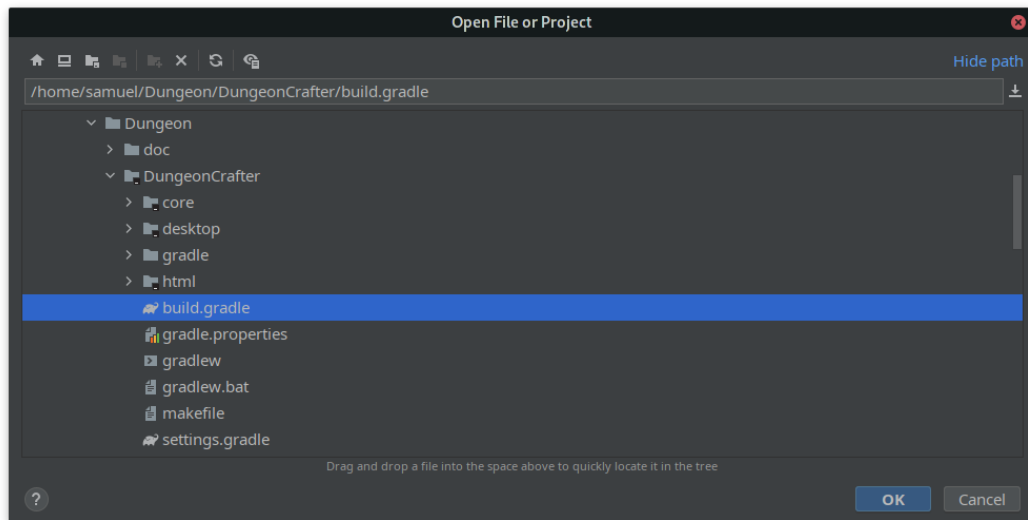 Open File or Project
Hide path
/home/samuel/Dungeon/DungeonCrafter/build.gradle
Dungeon
doc
DungeonCrafter
core
desktop
gradle
html
build.gradle
gradle.properties
gradlew
gradlew.bat
makefile
settings.gradle
Drag and drop a file into the space above to quickly locate it in the tree
? OK Cancel